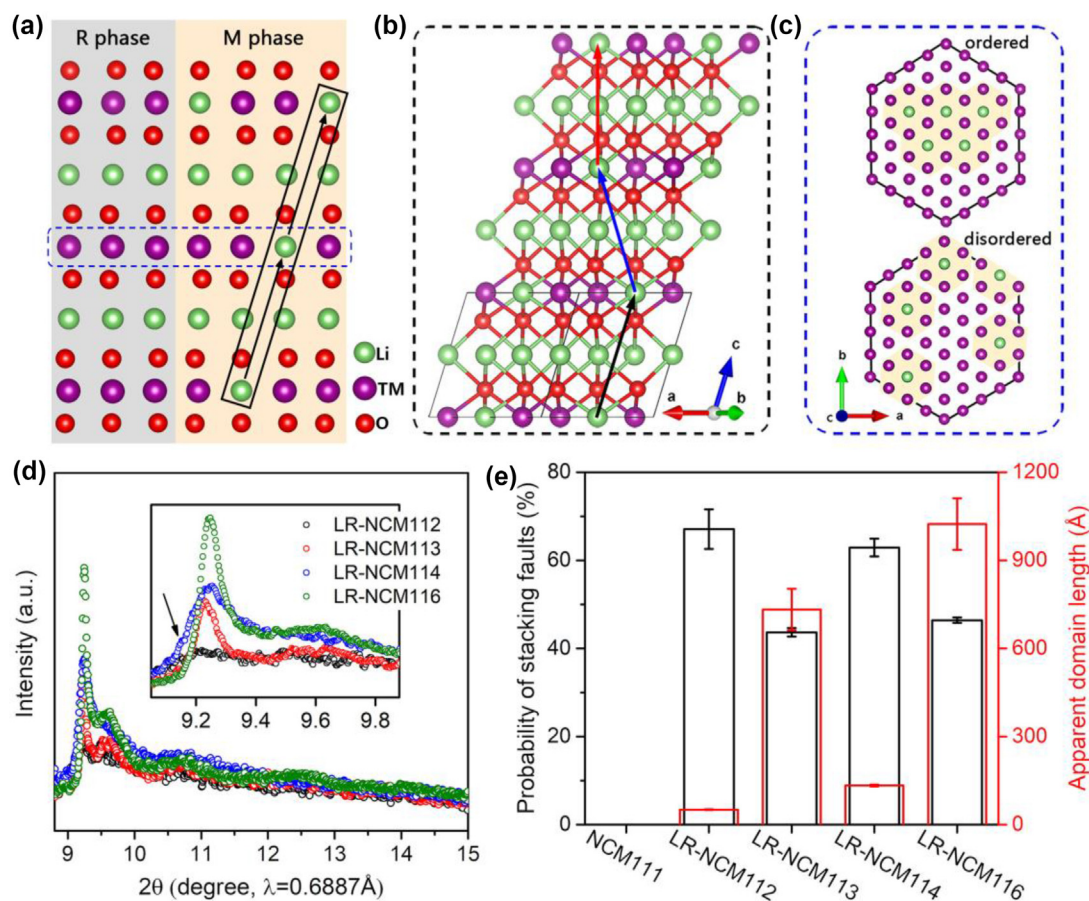 (a)
R phase
M phase
Li
TM
O
(b)
c
a
b
(c)
ordered
disordered
b
c
a
(d)
Intensity (a.u.)
LR-NCM112
LR-NCM113
LR-NCM114
LR-NCM116
9.2 9.4 9.6 9.8
9 10 11 12 13 14 15
2θ (degree, λ=0.6887Å)
(e)
Probability of stacking faults (%)
80
60
40
20
0
NCM111
LR-NCM112
LR-NCM113
LR-NCM114
LR-NCM116
1200
900
600
300
0
Apparent domain length (Å)